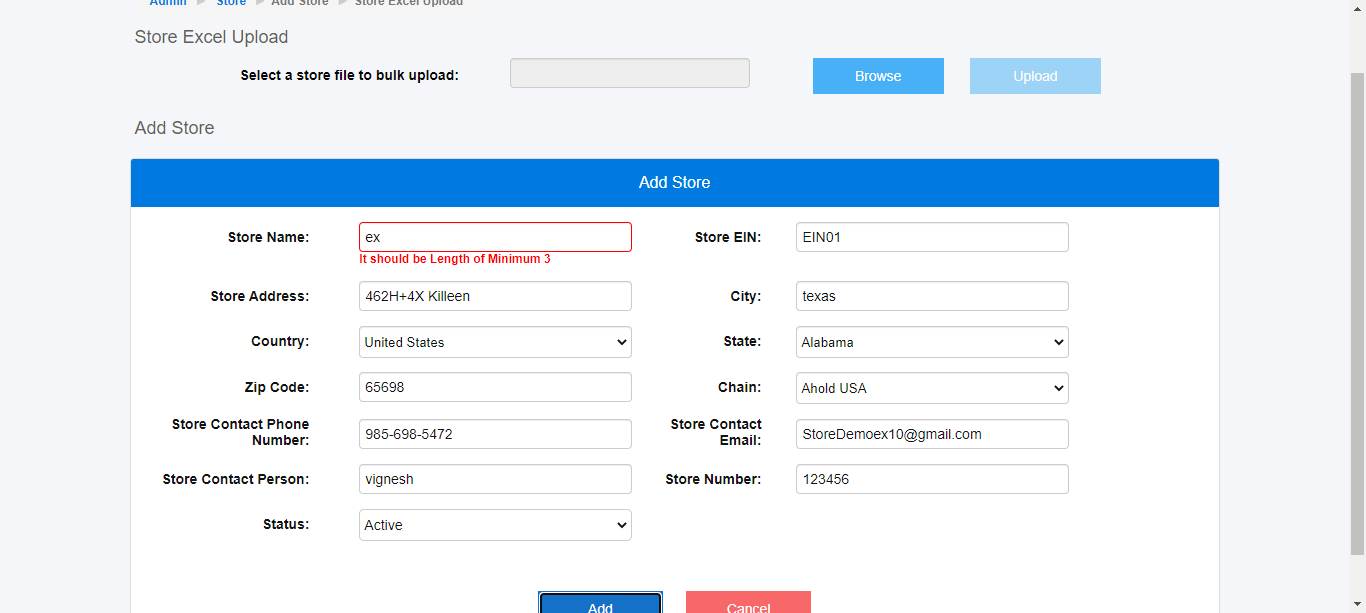 Admin Store Add Store Store Excel Upload
Store Excel Upload
Select a store file to bulk upload: Browse Upload
Add Store
Add Store
Store Name: ex Store EIN: EIN01
It should be Length of Minimum 3
Store Address: 462H+4X Killeen City: texas
Country: United States State: Alabama
Zip Code: 65698 Chain: Ahold USA
Store Contact Phone
Number: 985-698-5472 Store Contact
Email: StoreDemoex10@gmail.com
Store Contact Person: vignesh Store Number: 123456
Status: Active
Add Cancel